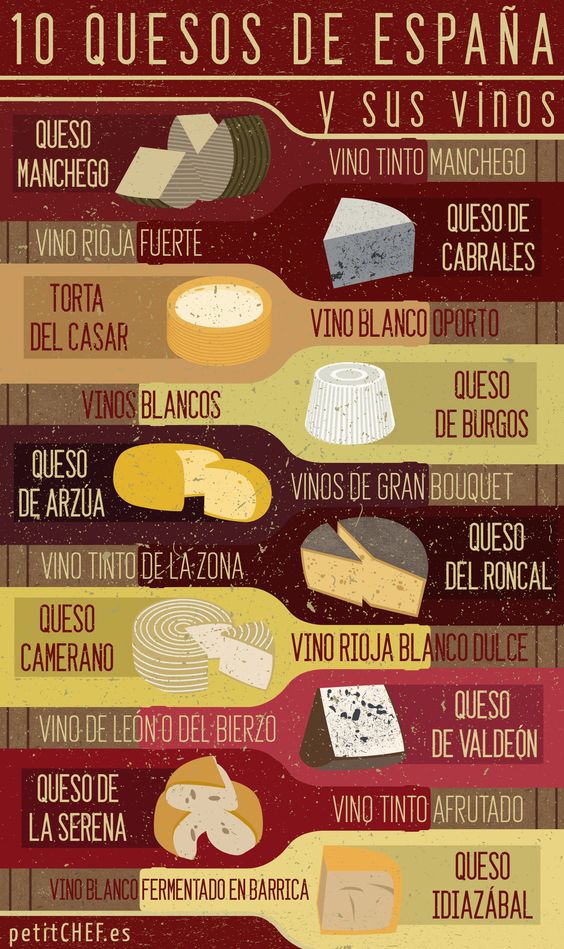 10 QUESOS DE ESPAÑA
y sus vinos
QUESO
MANCHEGO
VINO TINTO MANCHEGO
QUESO DE
CABRALES
VINO RIOJA FUERTE
TORTA
DEL CASAR
VINO BLANCO OPORTO
QUESO
DE BURGOS
VINOS BLANCOS
QUESO
DE ARZÚA
VINOS DE GRAN BOUQUET
QUESO
DEL RONCAL
VINO TINTO DE LA ZONA
QUESO
CAMERANO
VINO RIOJA BLANCO DULCE
QUESO
DE VALDEÓN
VINO DE LEÓN O DEL BIERZO
QUESO DE
LA SERENA
VINO TINTO AFRUTADO
QUESO
IDIAZÁBAL
VINO BLANCO FERMENTADO EN BARRICA
petitCHEF.es